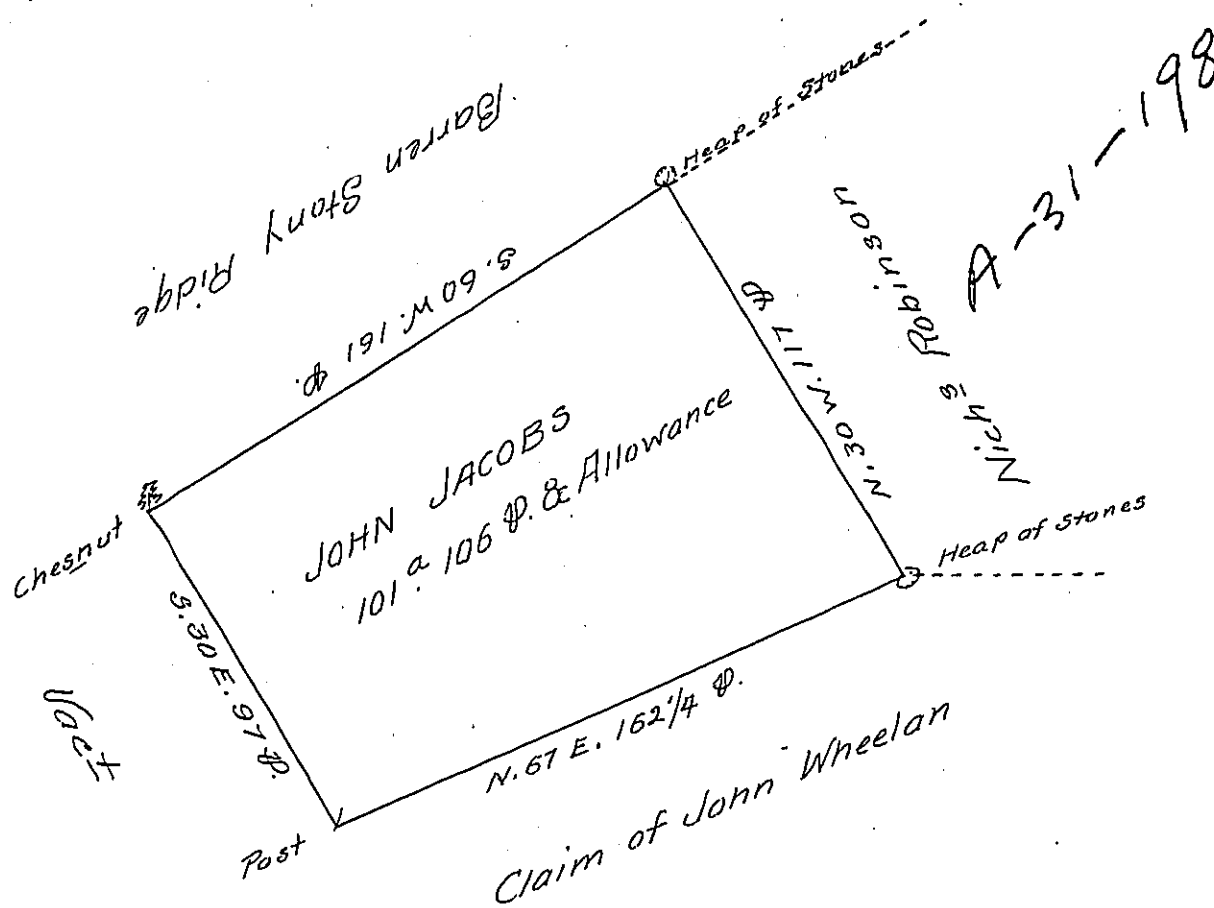 Barren Stony Ridge
Heap of Stones
A-31-198
S. 60 W. 161 P.
Nichs Robinson
N. 30 W. 117 P
JOHN JACOBS
101 a. 106 P. & Allowance
Chesnut
Heap of Stones
S. 30 E. 97 P.
Vact
N. 67 E. 162 1/4 P.
Post
Claim of John Wheelan